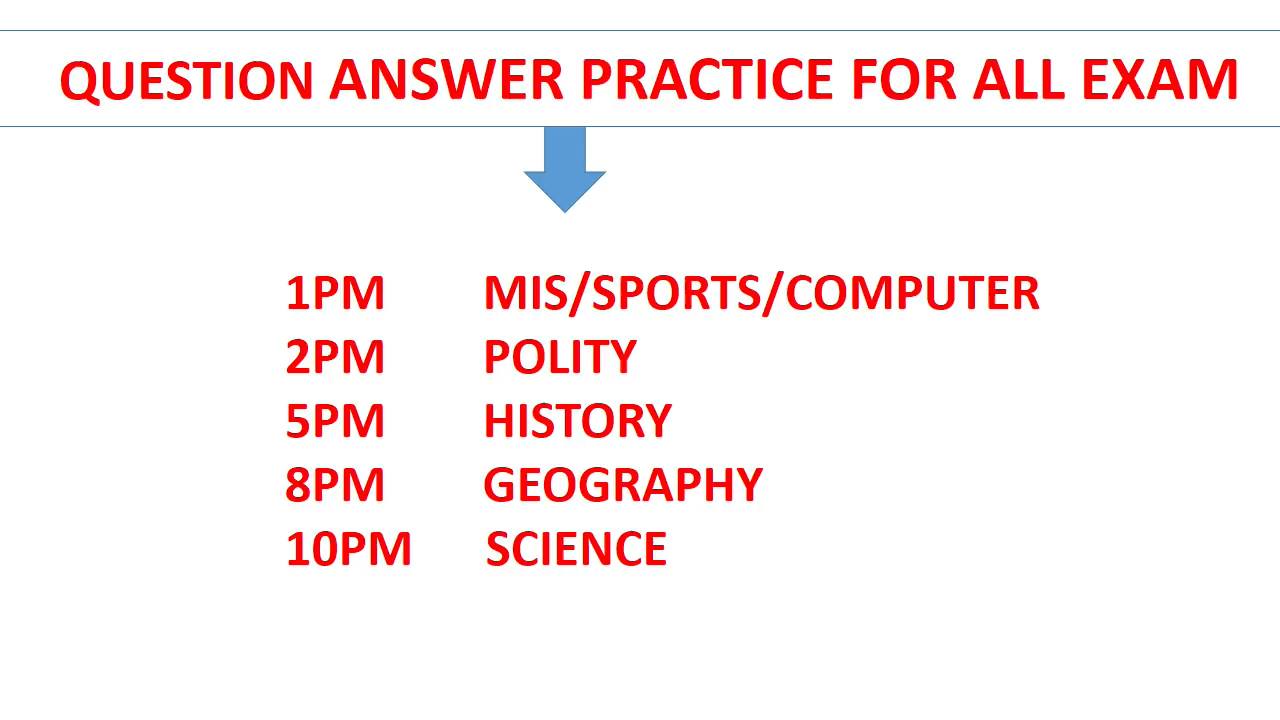 QUESTION ANSWER PRACTICE FOR ALL EXAM
1PM MIS/SPORTS/COMPUTER
2PM POLITY
5PM HISTORY
8PM GEOGRAPHY
10PM SCIENCE